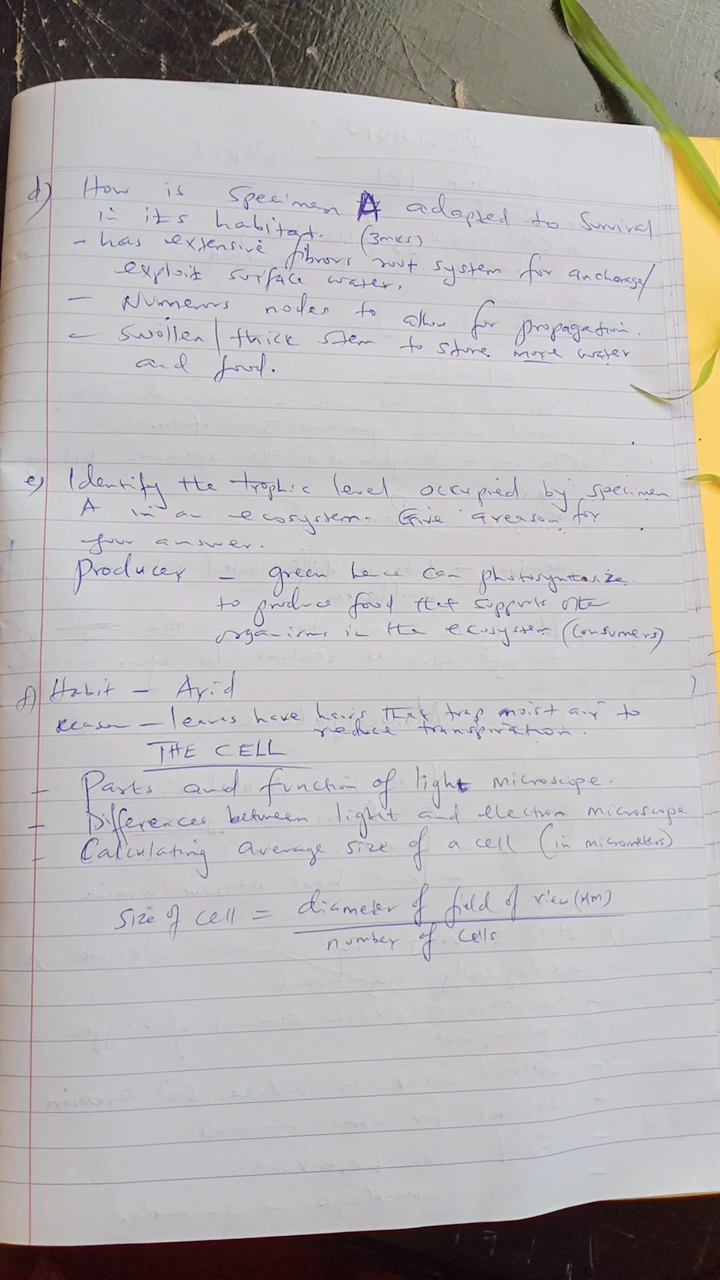 d) How is specimen A adapted to survival
in its habitat. (3mks)
- has extensive fibrous root system for anchorage/
exploit surface water.
- Numerous nodes to allow for propagation.
- Swollen/thick stem to store more water
and food.
e) Identify the trophic level occupied by specimen
A in an ecosystem. Give a reason for
your answer.
Producer - green hence can photosyntesize
to produce food that supports other
organisms in the ecosystem (consumers)
f) Habit - Arid
reason - leaves have hairs that trap moist air to
reduce transpiration.
THE CELL
- Parts and function of light microscope.
- Differences between light and electron microscope
- Calculating average size of a cell (in micrometers)
size of cell = diameter of field of view (μm)
number of cells